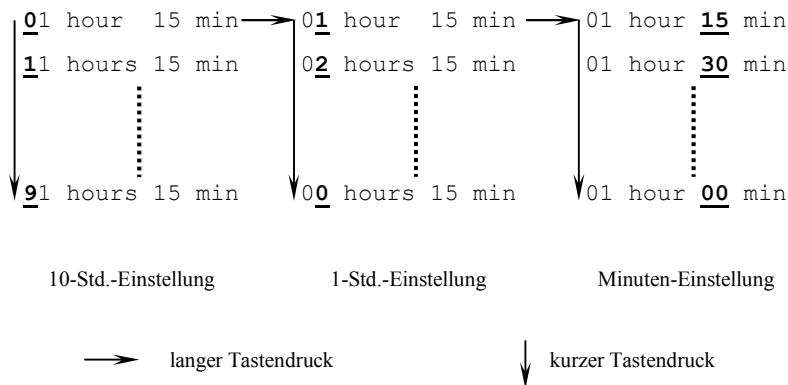 01 hour 15 min 01 hour 15 min 01 hour 15 min
11 hours 15 min 02 hours 15 min 01 hour 30 min
91 hours 15 min 00 hours 15 min 01 hour 00 min
10-Std.-Einstellung 1-Std.-Einstellung Minuten-Einstellung
langer Tastendruck kurzer Tastendruck